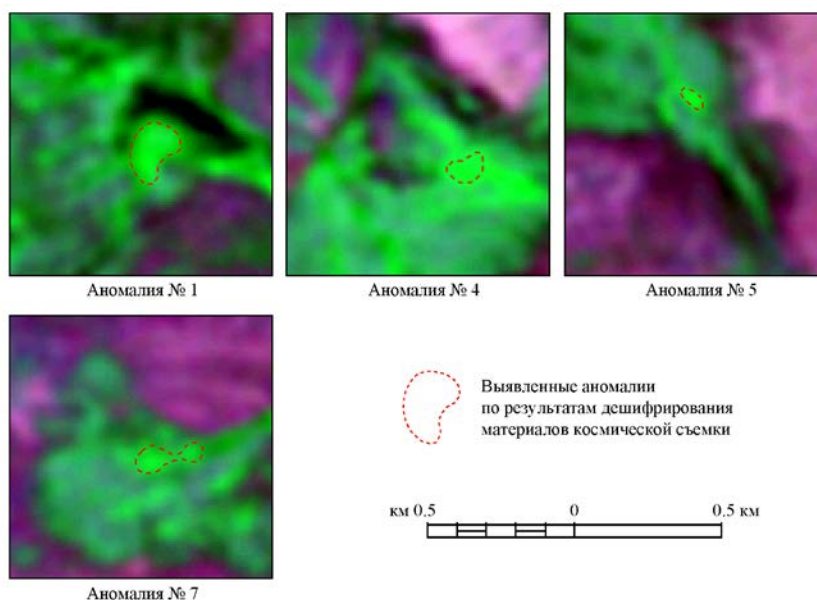 Аномалия № 1
Аномалия № 4
Аномалия № 5
Аномалия № 7
Выявленные аномалии
по результатам дешифрирования
материалов космической съемки
км 0.5 0 0.5 км